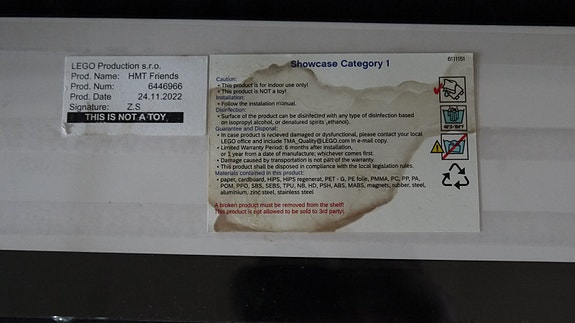 LEGO Production s.r.o.
Prod. Name: HMT Friends
Prod. Num: 6446966
Prod. Date 24.11.2022
Signature: Z.S
THIS IS NOT A TOY
Showcase Category 1
6111151
Caution:
• This product is for indoor use only!
• This product is NOT a toy!
Installation:
• Follow the installation manual.
Disinfection:
• Surface of the product can be disinfected with any type of disinfection based
on isopropyl alcohol, or denatured spirits ,ethanol).
Guarantee and Disposal:
• In case product is recieved damaged or dysfunctional, please contact your local
LEGO office and include TMA_Quality@LEGO.com in e-mail copy.
• Limited Warranty Period: 6 months after installation,
or 1 year from a date of manufacture; whichever comes first.
• Damage caused by transportation is not part of the warranty.
• This product shall be disposed in compliance with the local legislation rules.
Materials contained in this product:
• paper, cardboard, HIPS, HIPS regenerat, PET - G, PE foile, PMMA, PC, PP, PA,
POM, PPO, SBS, SEBS, TPU, NB, HD, PSH, ABS, MABS, magnets, rubber, steel,
aluminium, zinc steel, stainless steel
A broken product must be removed from the shelf!
This product is not allowed to be sold to 3rd party!